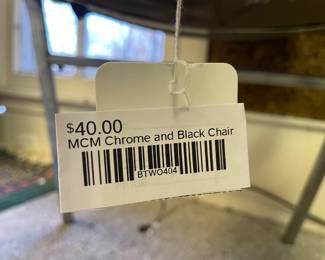 $40.00
MCM Chrome and Black Chair
BTWO404